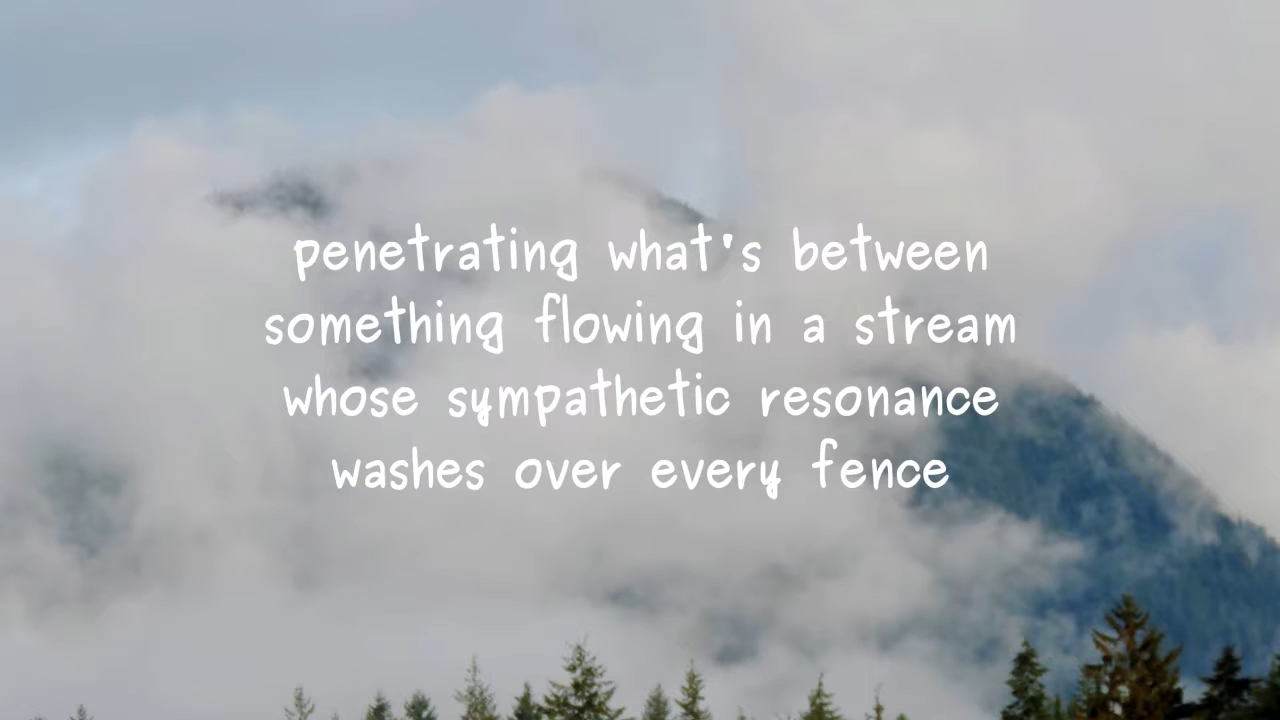 penetrating what's between
something flowing in a stream
whose sympathetic resonance
washes over every fence